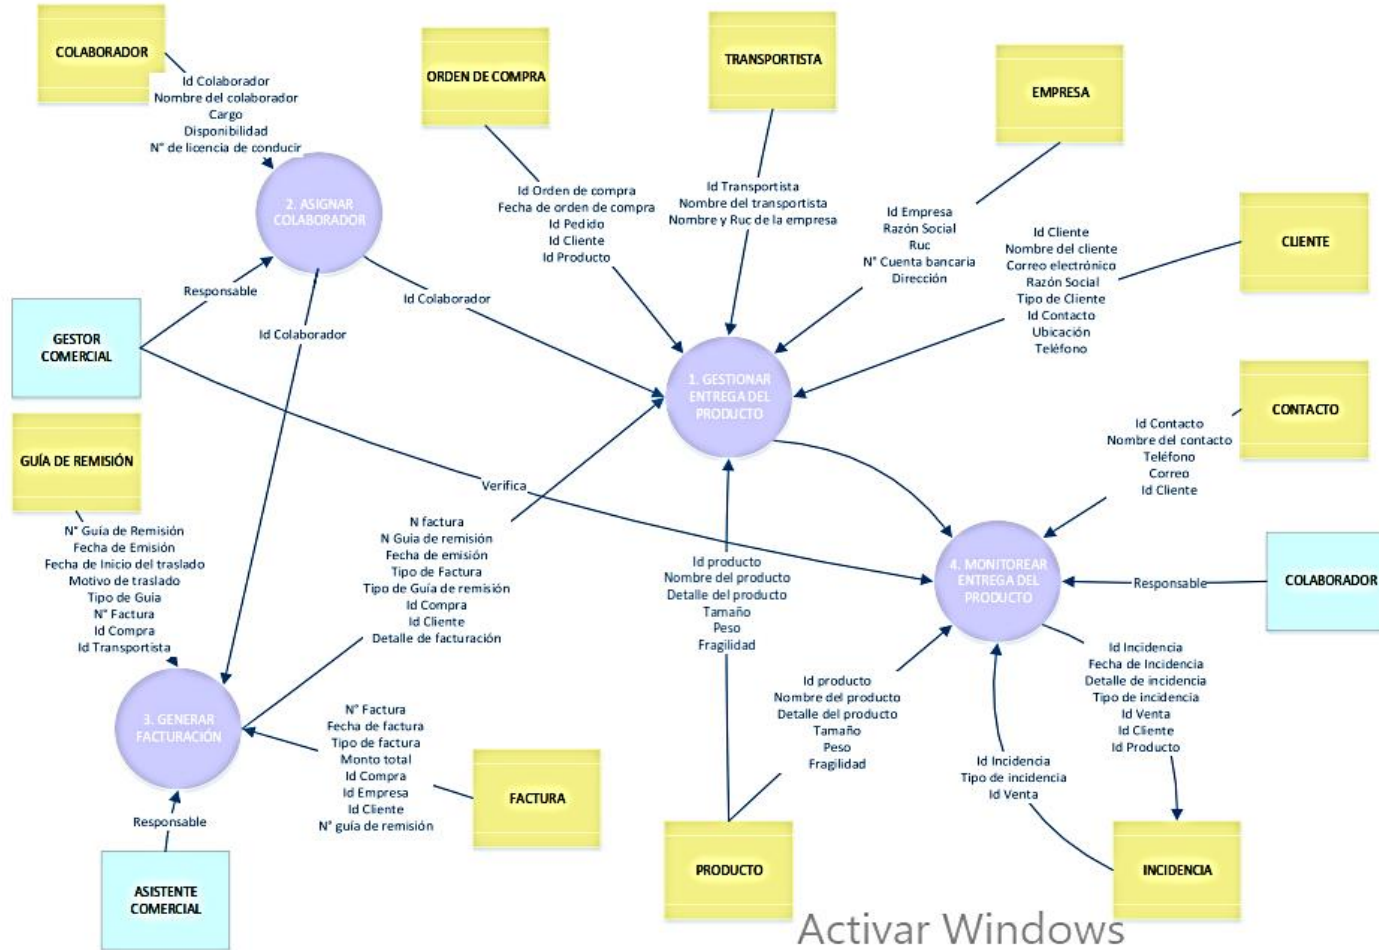 COLABORADOR
Id Colaborador
Nombre del colaborador
Cargo
Disponibilidad
N° de licencia de conducir
ORDEN DE COMPRA
Id Orden de compra
Fecha de orden de compra
Id Pedido
Id Cliente
Id Producto
TRANSPORTISTA
Id Transportista
Nombre del transportista
Nombre y Ruc de la empresa
EMPRESA
Id Empresa
Razón Social
Ruc
N° Cuenta bancaria
Dirección
CLIENTE
Id Cliente
Nombre del cliente
Correo electrónico
Razón Social
Tipo de Cliente
Id Contacto
Ubicación
Teléfono
2. ASIGNAR
COLABORADOR
Responsable
Id Colaborador
Id Colaborador
GESTOR
COMERCIAL
1. GESTIONAR
ENTREGA DEL
PRODUCTO
CONTACTO
Id Contacto
Nombre del contacto
Teléfono
Correo
Id Cliente
GUÍA DE REMISIÓN
N° Guía de Remisión
Fecha de Emisión
Fecha de Inicio del traslado
Motivo de traslado
Tipo de Guía
N° Factura
Id Compra
Id Transportista
Verifica
N factura
N Guía de remisión
Fecha de emisión
Tipo de Factura
Tipo de Guía de remisión
Id Compra
Id Cliente
Detalle de facturación
Id producto
Nombre del producto
Detalle del producto
Tamaño
Peso
Fragilidad
4. MONITOREAR
ENTREGA DEL
PRODUCTO
Responsable
COLABORADOR
3. GENERAR
FACTURACIÓN
N° Factura
Fecha de factura
Tipo de factura
Monto total
Id Compra
Id Empresa
Id Cliente
N° guía de remisión
FACTURA
Id producto
Nombre del producto
Detalle del producto
Tamaño
Peso
Fragilidad
Id Incidencia
Fecha de Incidencia
Detalle de incidencia
Tipo de incidencia
Id Venta
Id Cliente
Id Producto
Id Incidencia
Tipo de incidencia
Id Venta
Responsable
ASISTENTE
COMERCIAL
PRODUCTO
INCIDENCIA
Activar Windows